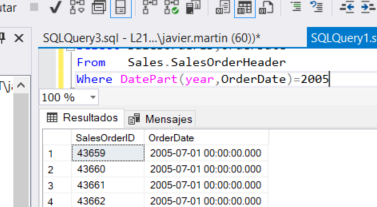 utar
SQLQuery3.sql - L21...\javier.martin (60))*
SQLQuery1.s
From Sales.SalesOrderHeader
Where DatePart(year,OrderDate)=2005
100 %
Resultados Mensajes
SalesOrderID OrderDate
1 43659 2005-07-01 00:00:00.000
2 43660 2005-07-01 00:00:00.000
3 43661 2005-07-01 00:00:00.000
4 43662 2005-07-01 00:00:00.000